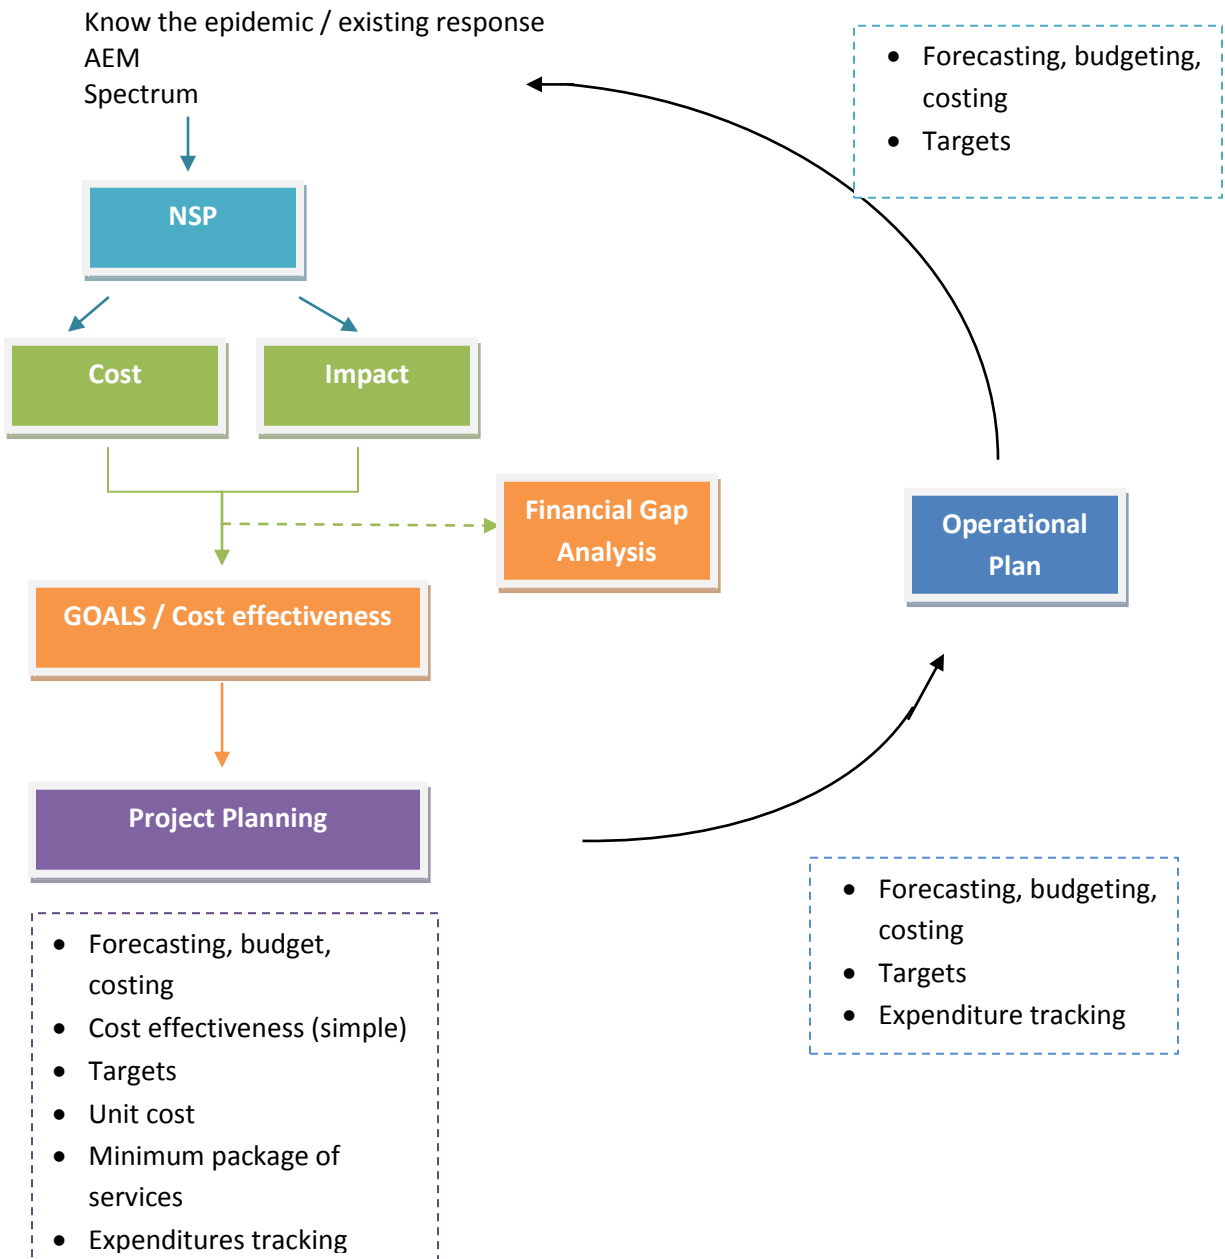 Know the epidemic / existing response
AEM
Spectrum
• Forecasting, budgeting,
costing
• Targets
NSP
Cost
Impact
Financial Gap
Analysis
Operational
Plan
GOALS / Cost effectiveness
Project Planning
• Forecasting, budget,
costing
• Cost effectiveness (simple)
• Targets
• Unit cost
• Minimum package of
services
• Expenditures tracking
• Forecasting, budgeting,
costing
• Targets
• Expenditure tracking